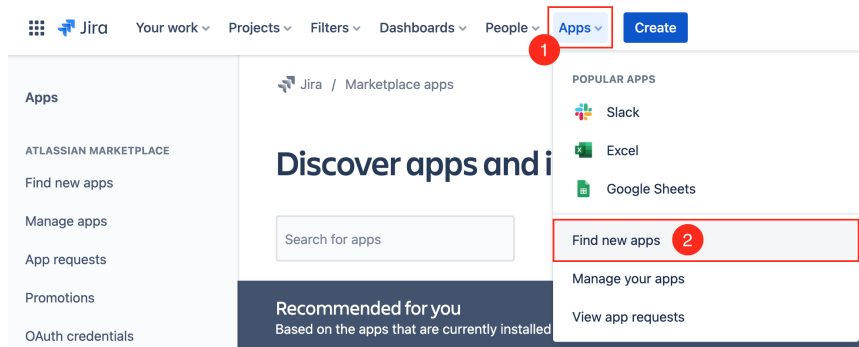 Jira Your work Projects Filters Dashboards People Apps Create
1
Apps
ATLASSIAN MARKETPLACE
Find new apps
Manage apps
App requests
Promotions
OAuth credentials
Jira / Marketplace apps
Discover apps and i
Search for apps
Recommended for you
Based on the apps that are currently installed
POPULAR APPS
Slack
Excel
Google Sheets
Find new apps 2
Manage your apps
View app requests